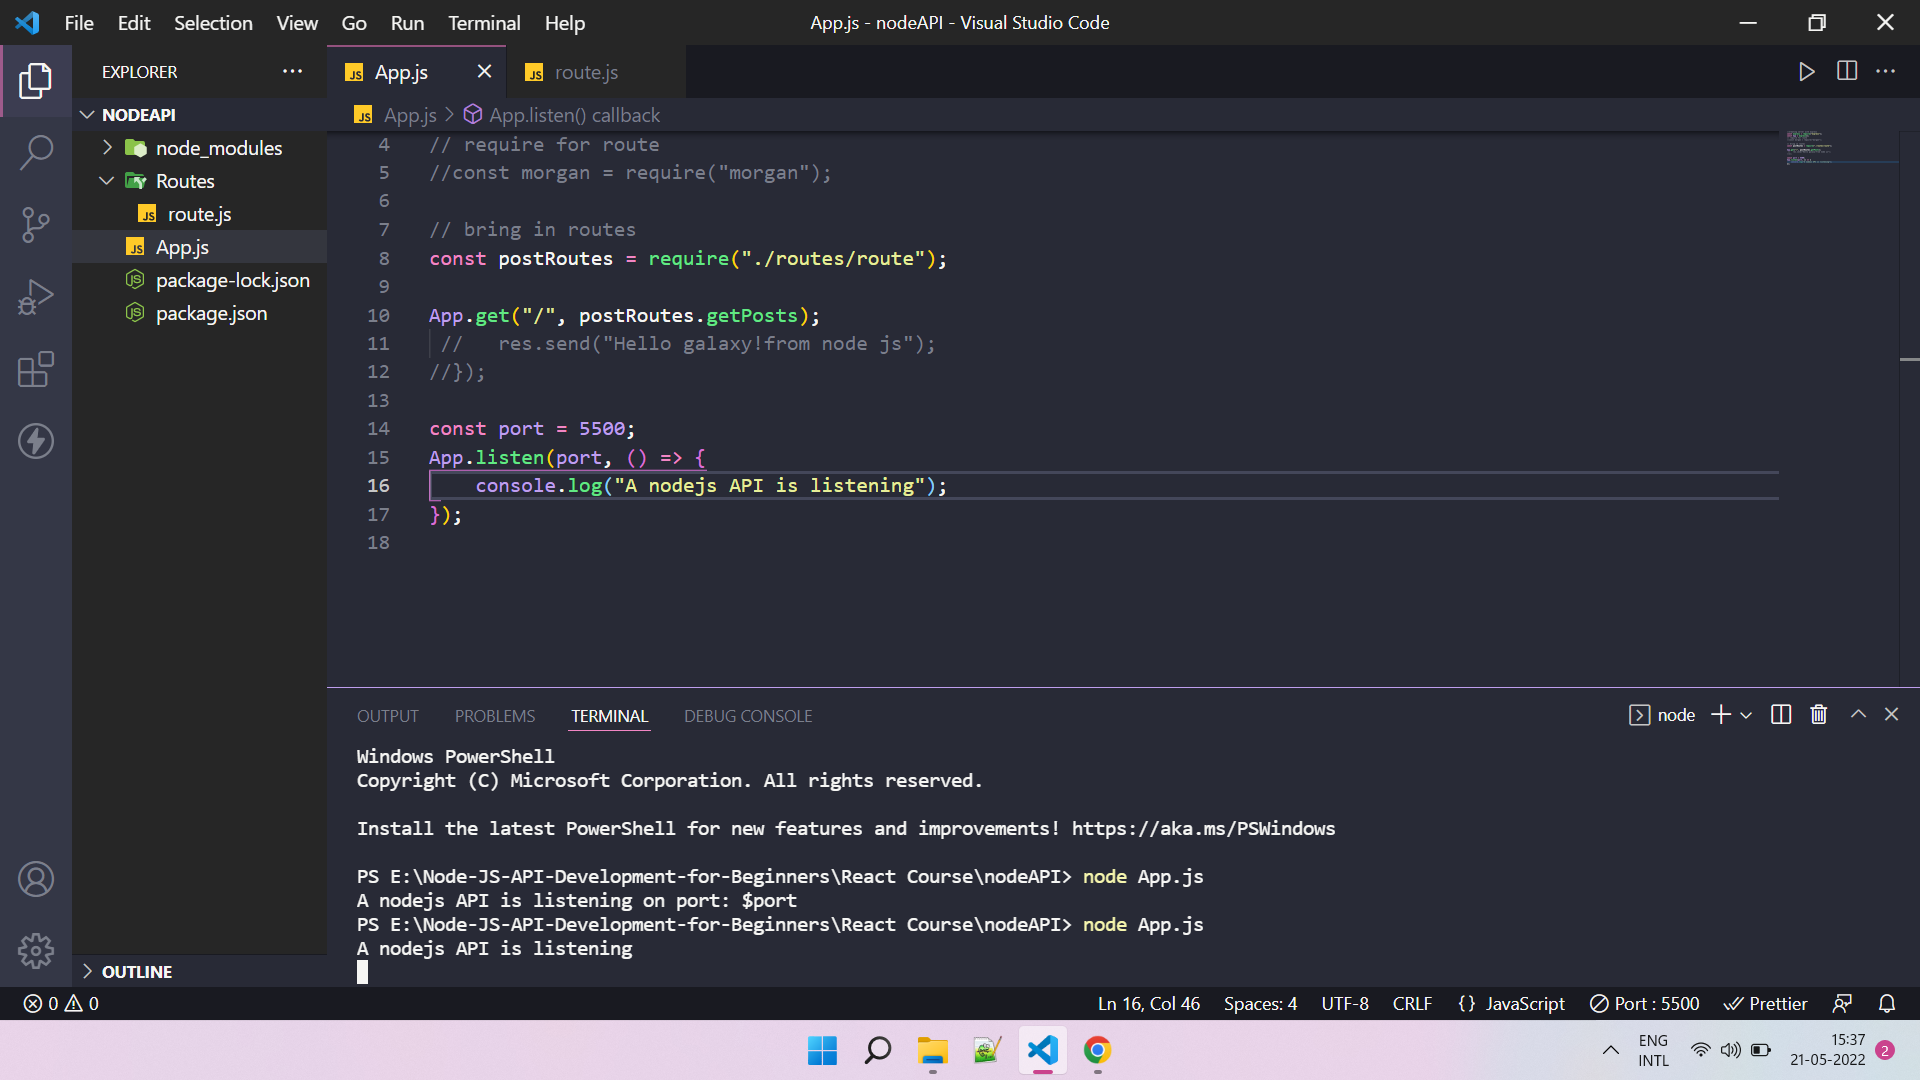 File Edit Selection View Go Run Terminal Help
App.js - nodeAPI - Visual Studio Code
EXPLORER
NODEAPI
node_modules
Routes
JS route.js
JS App.js
package-lock.json
package.json
OUTLINE
JS App.js
JS route.js
JS App.js > App.listen() callback
4 // require for route
5 //const morgan = require("morgan");
6
7 // bring in routes
8 const postRoutes = require("./routes/route");
9
10 App.get("/", postRoutes.getPosts);
11 // res.send("Hello galaxy!from node js");
12 //});
13
14 const port = 5500;
15 App.listen(port, () => {
16 console.log("A nodejs API is listening");
17 });
18
OUTPUT PROBLEMS TERMINAL DEBUG CONSOLE
node
Windows PowerShell
Copyright (C) Microsoft Corporation. All rights reserved.
Install the latest PowerShell for new features and improvements! https://aka.ms/PSWindows
PS E:\Node-JS-API-Development-for-Beginners\React Course\nodeAPI> node App.js
A nodejs API is listening on port: $port
PS E:\Node-JS-API-Development-for-Beginners\React Course\nodeAPI> node App.js
A nodejs API is listening
0 0
Ln 16, Col 46 Spaces: 4 UTF-8 CRLF {} JavaScript Port : 5500 Prettier
ENG
INTL
15:37
21-05-2022
2